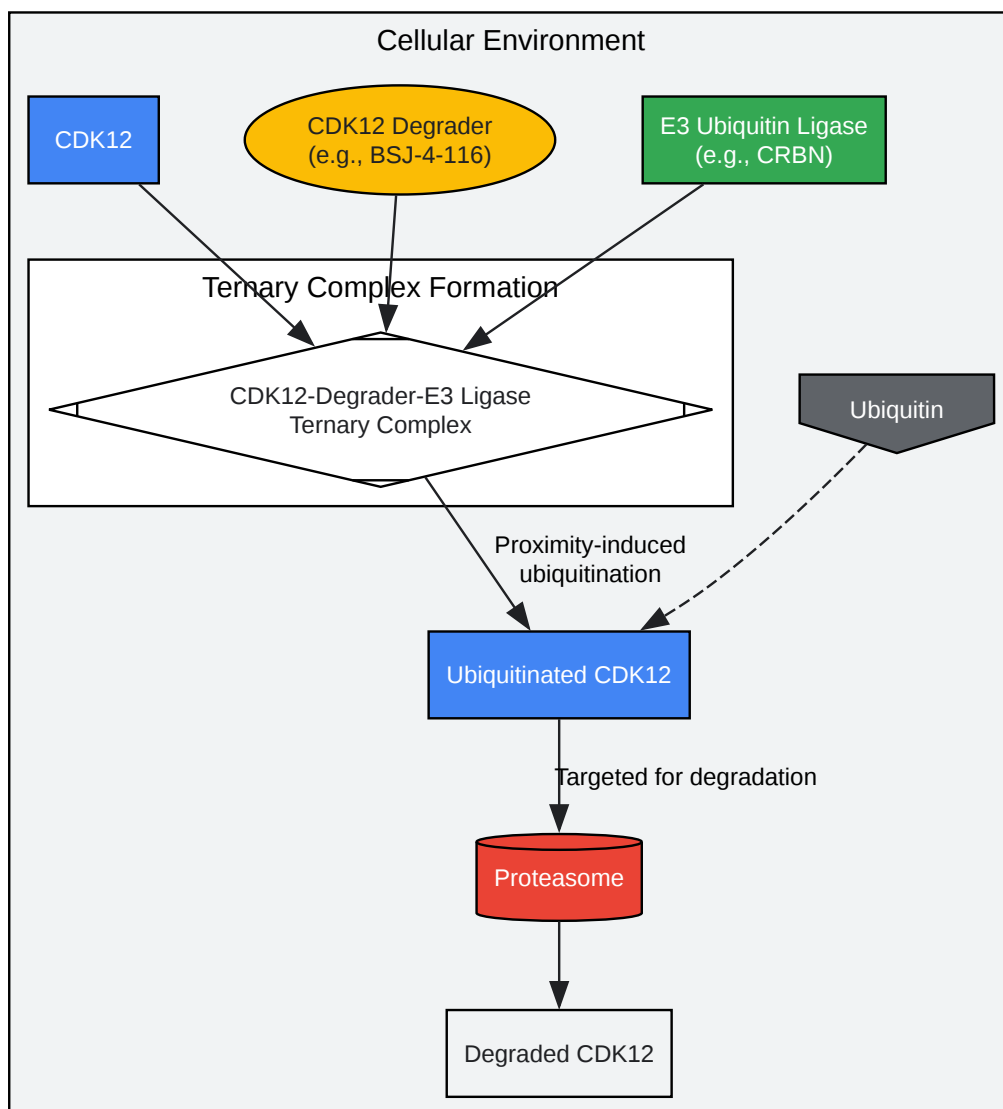 Cellular Environment
CDK12
CDK12 Degrader
(e.g., BSJ-4-116)
E3 Ubiquitin Ligase
(e.g., CRBN)
Ternary Complex Formation
CDK12-Degrader-E3 Ligase
Ternary Complex
Ubiquitin
Proximity-induced
ubiquitination
Ubiquitinated CDK12
Targeted for degradation
Proteasome
Degraded CDK12